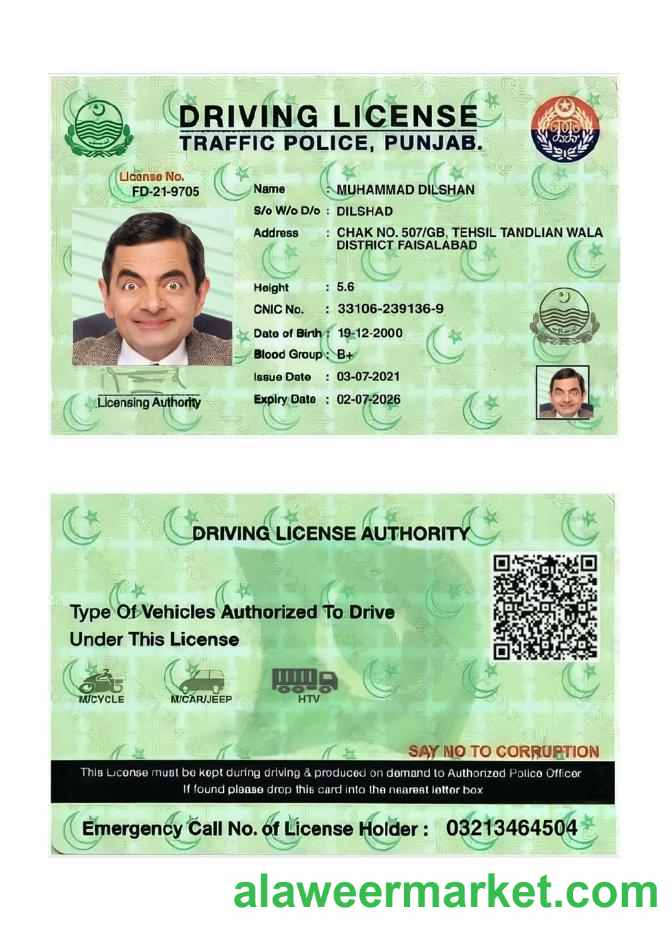 DRIVING LICENSE
TRAFFIC POLICE, PUNJAB.
License No.
FD-21-9705
Name : MUHAMMAD DILSHAN
S/o W/o D/o : DILSHAD
Address : CHAK NO. 507/GB, TEHSIL TANDLIAN WALA
DISTRICT FAISALABAD
Height : 5.6
CNIC No. : 33106-239136-9
Date of Birth : 19-12-2000
Blood Group : B+
Issue Date : 03-07-2021
Expiry Date : 02-07-2026
Licensing Authority
DRIVING LICENSE AUTHORITY
Type Of Vehicles Authorized To Drive
Under This License
M/CYCLE
M/CAR/JEEP
HTV
SAY NO TO CORRUPTION
This License must be kept during driving & produced on demand to Authorized Police Officer
If found please drop this card into the nearest letter box
Emergency Call No. of License Holder : 03213464504
alaweermarket.com